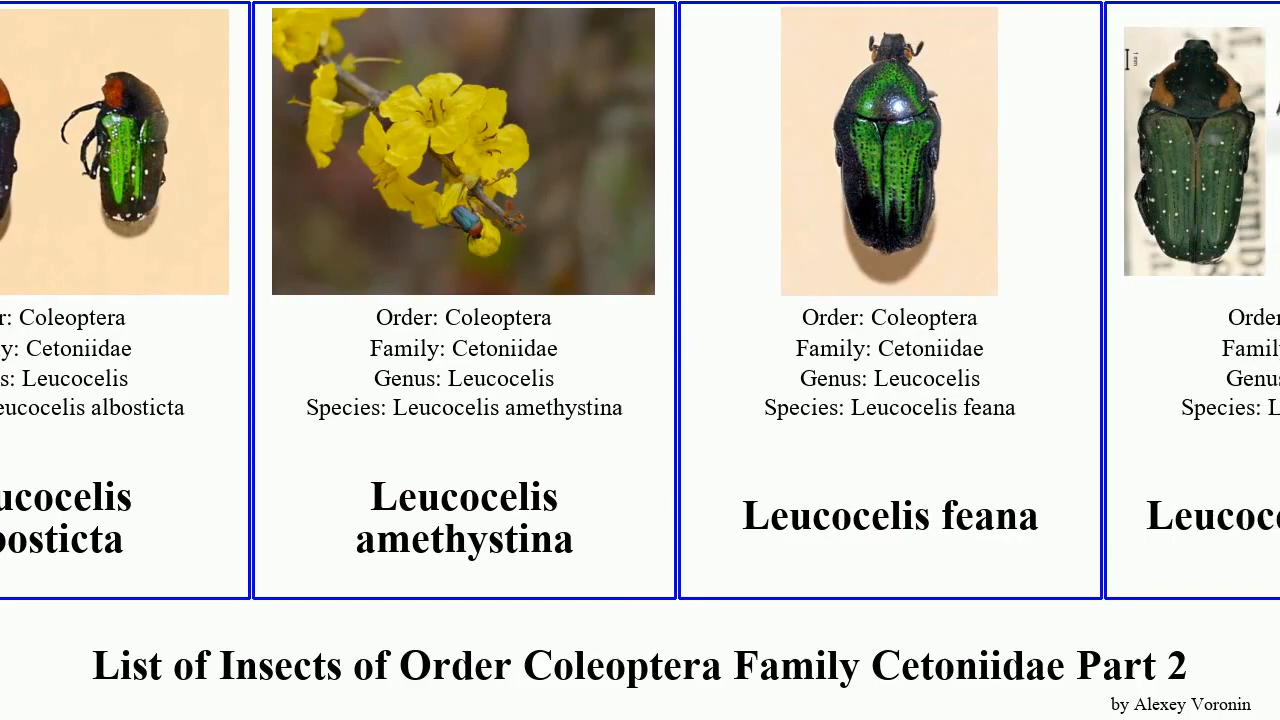 r: Coleoptera
y: Cetoniidae
s: Leucocelis
eucocelis albosticta
ucocelis
bosticta
Order: Coleoptera
Family: Cetoniidae
Genus: Leucocelis
Species: Leucocelis amethystina
Leucocelis
amethystina
Order: Coleoptera
Family: Cetoniidae
Genus: Leucocelis
Species: Leucocelis feana
Leucocelis feana
Order
Famil
Genus
Species: L
Leucoc
List of Insects of Order Coleoptera Family Cetoniidae Part 2
by Alexey Voronin